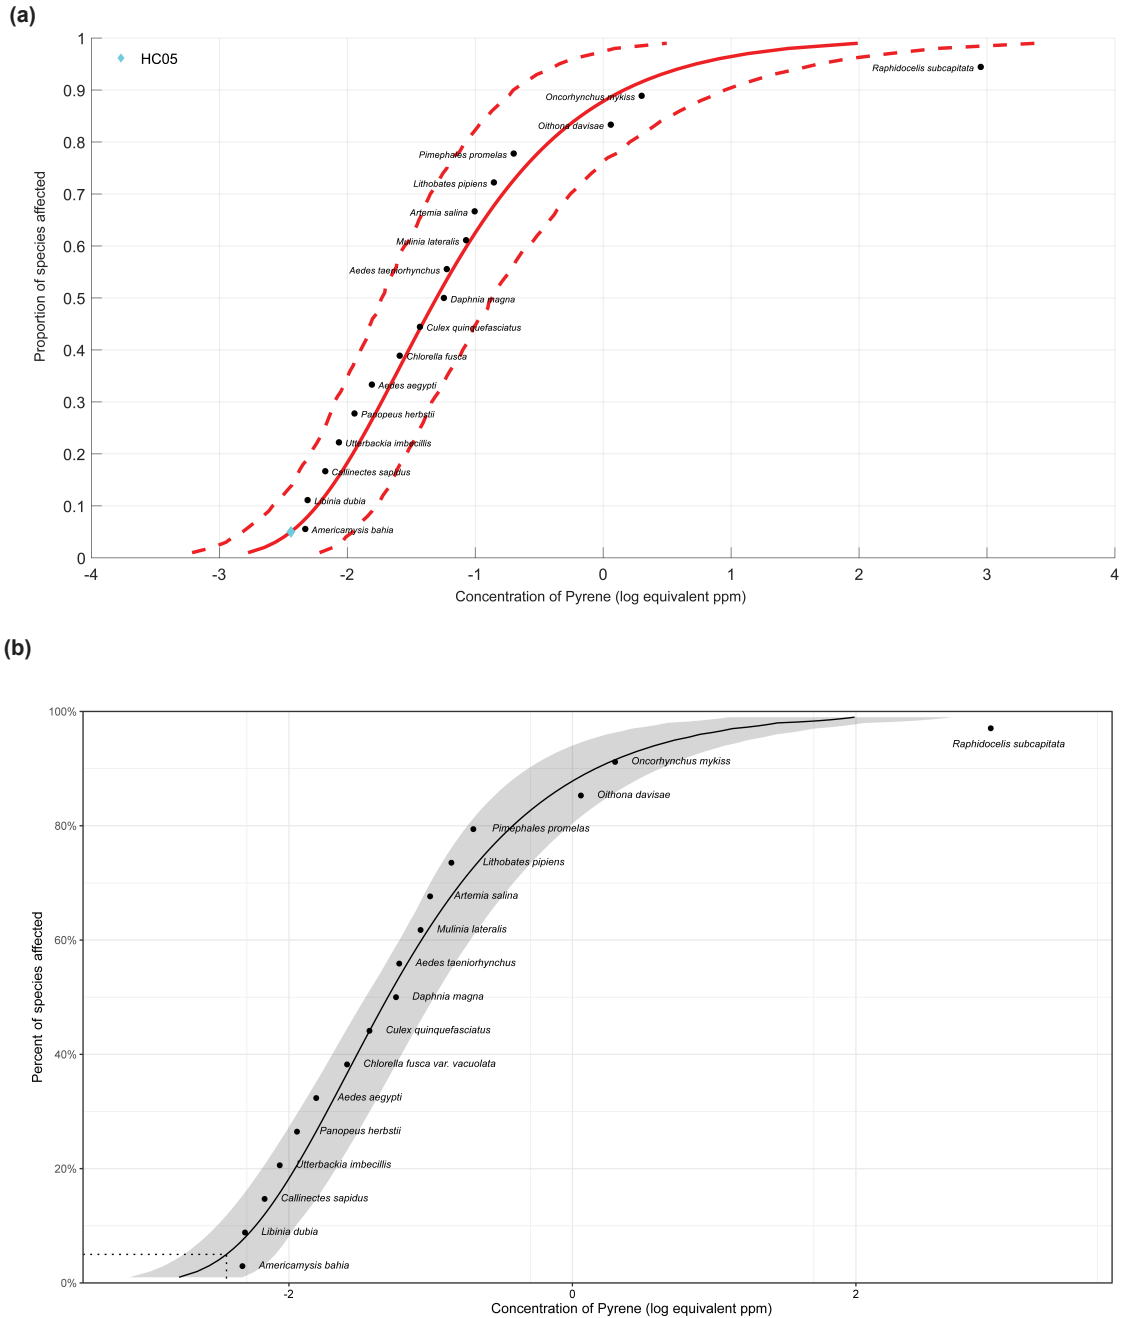 (a)
1
HC05
Raphidocelis subcapitata
0.9
Oncorhynchus mykiss
Oithona davisae
0.8
Pimephales promelas
Lithobates pipiens
0.7
Artemia salina
Mulinia lateralis
0.6
Aedes taeniorhynchus
Daphnia magna
0.5
Culex quinquefasciatus
0.4
Chlorella fusca
Aedes aegypti
0.3
Panopeus herbstii
Utterbackia imbecillis
0.2
Callinectes sapidus
Libinia dubia
0.1
Americamysis bahia
0
Proportion of species affected
-4 -3 -2 -1 0 1 2 3 4
Concentration of Pyrene (log equivalent ppm)
(b)
100%
Raphidocelis subcapitata
Oncorhynchus mykiss
Oithona davisae
80%
Pimephales promelas
Lithobates pipiens
Artemia salina
Mulinia lateralis
60%
Aedes taeniorhynchus
Daphnia magna
Culex quinquefasciatus
40%
Chlorella fusca var. vacuolata
Aedes aegypti
Panopeus herbstii
Utterbackia imbecillis
20%
Callinectes sapidus
Libinia dubia
Americamysis bahia
0%
Percent of species affected
-2 0 2
Concentration of Pyrene (log equivalent ppm)